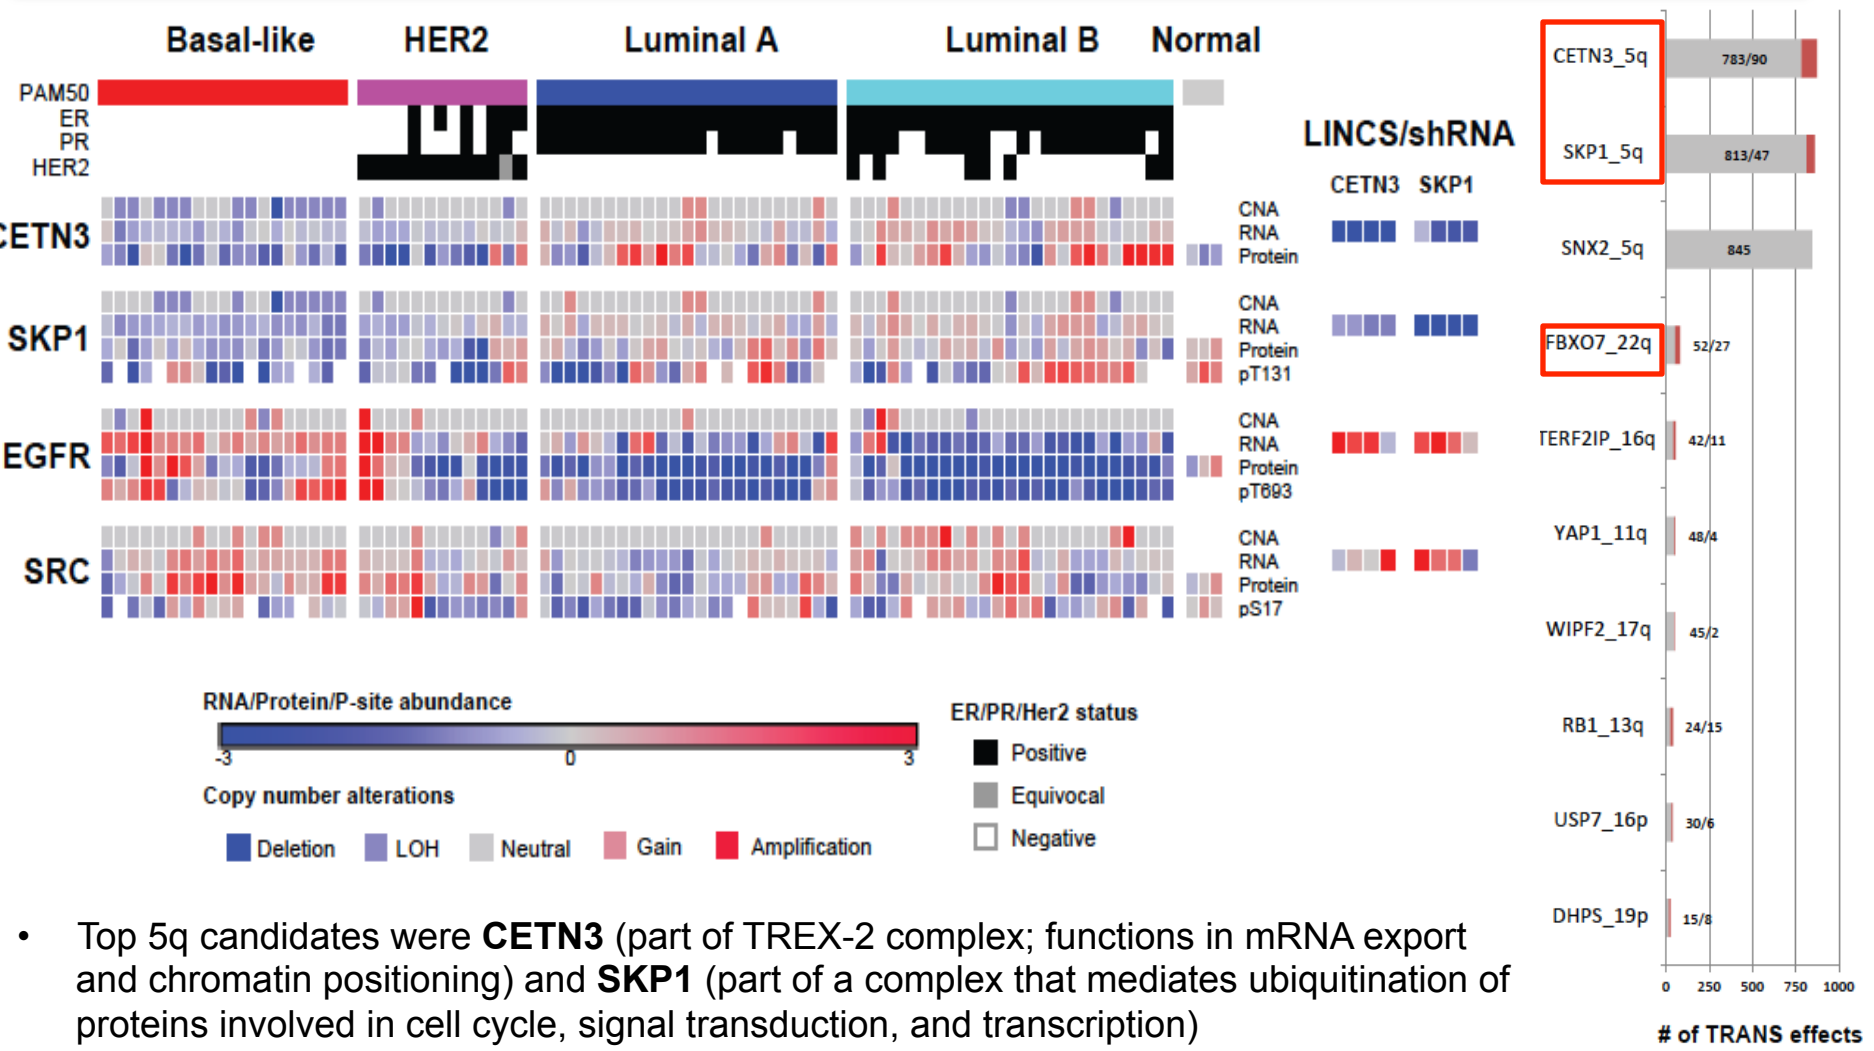 Basal-like HER2 Luminal A Luminal B Normal
PAM50
ER
PR
HER2
CETN3
CNA
RNA
Protein
SKP1
CNA
RNA
Protein
pT131
EGFR
CNA
RNA
Protein
pT693
SRC
CNA
RNA
Protein
pS17
LINCS/shRNA
CETN3 SKP1
RNA/Protein/P-site abundance
-3 0 3
Copy number alterations
Deletion LOH Neutral Gain Amplification
ER/PR/Her2 status
Positive
Equivocal
Negative
CETN3_5q 783/90
SKP1_5q 813/47
SNX2_5q 845
FBXO7_22q 52/27
TERF2IP_16q 42/11
YAP1_11q 48/4
WIPF2_17q 45/2
RB1_13q 24/15
USP7_16p 30/6
DHPS_19p 15/8
0 250 500 750 1000
# of TRANS effects
• Top 5q candidates were CETN3 (part of TREX-2 complex; functions in mRNA export
and chromatin positioning) and SKP1 (part of a complex that mediates ubiquitination of
proteins involved in cell cycle, signal transduction, and transcription)